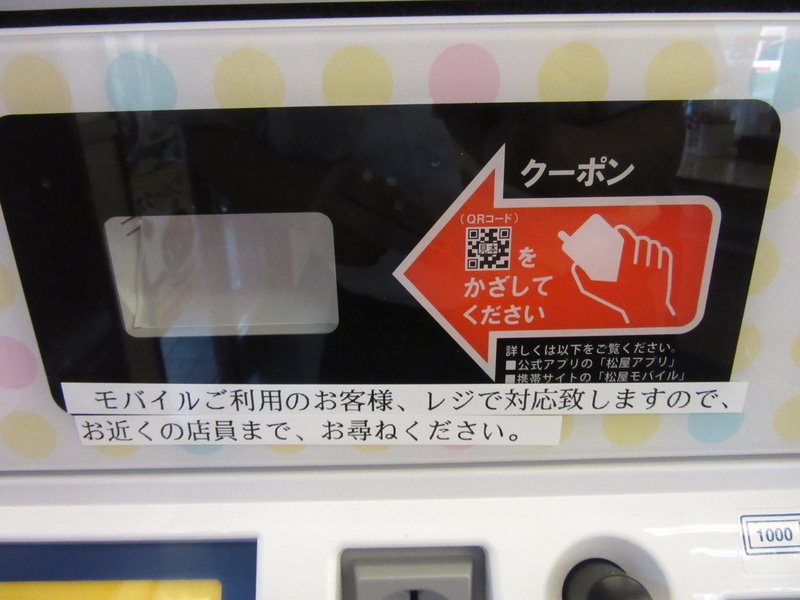 クーポン
(QRコード)
見本
を
かざして
ください
詳しくは以下をご覧ください。
■公式アプリの「松屋アプリ」
■携帯サイトの「松屋モバイル」
モバイルご利用のお客様、レジで対応致しますので、
お近くの店員まで、お尋ねください。
1000